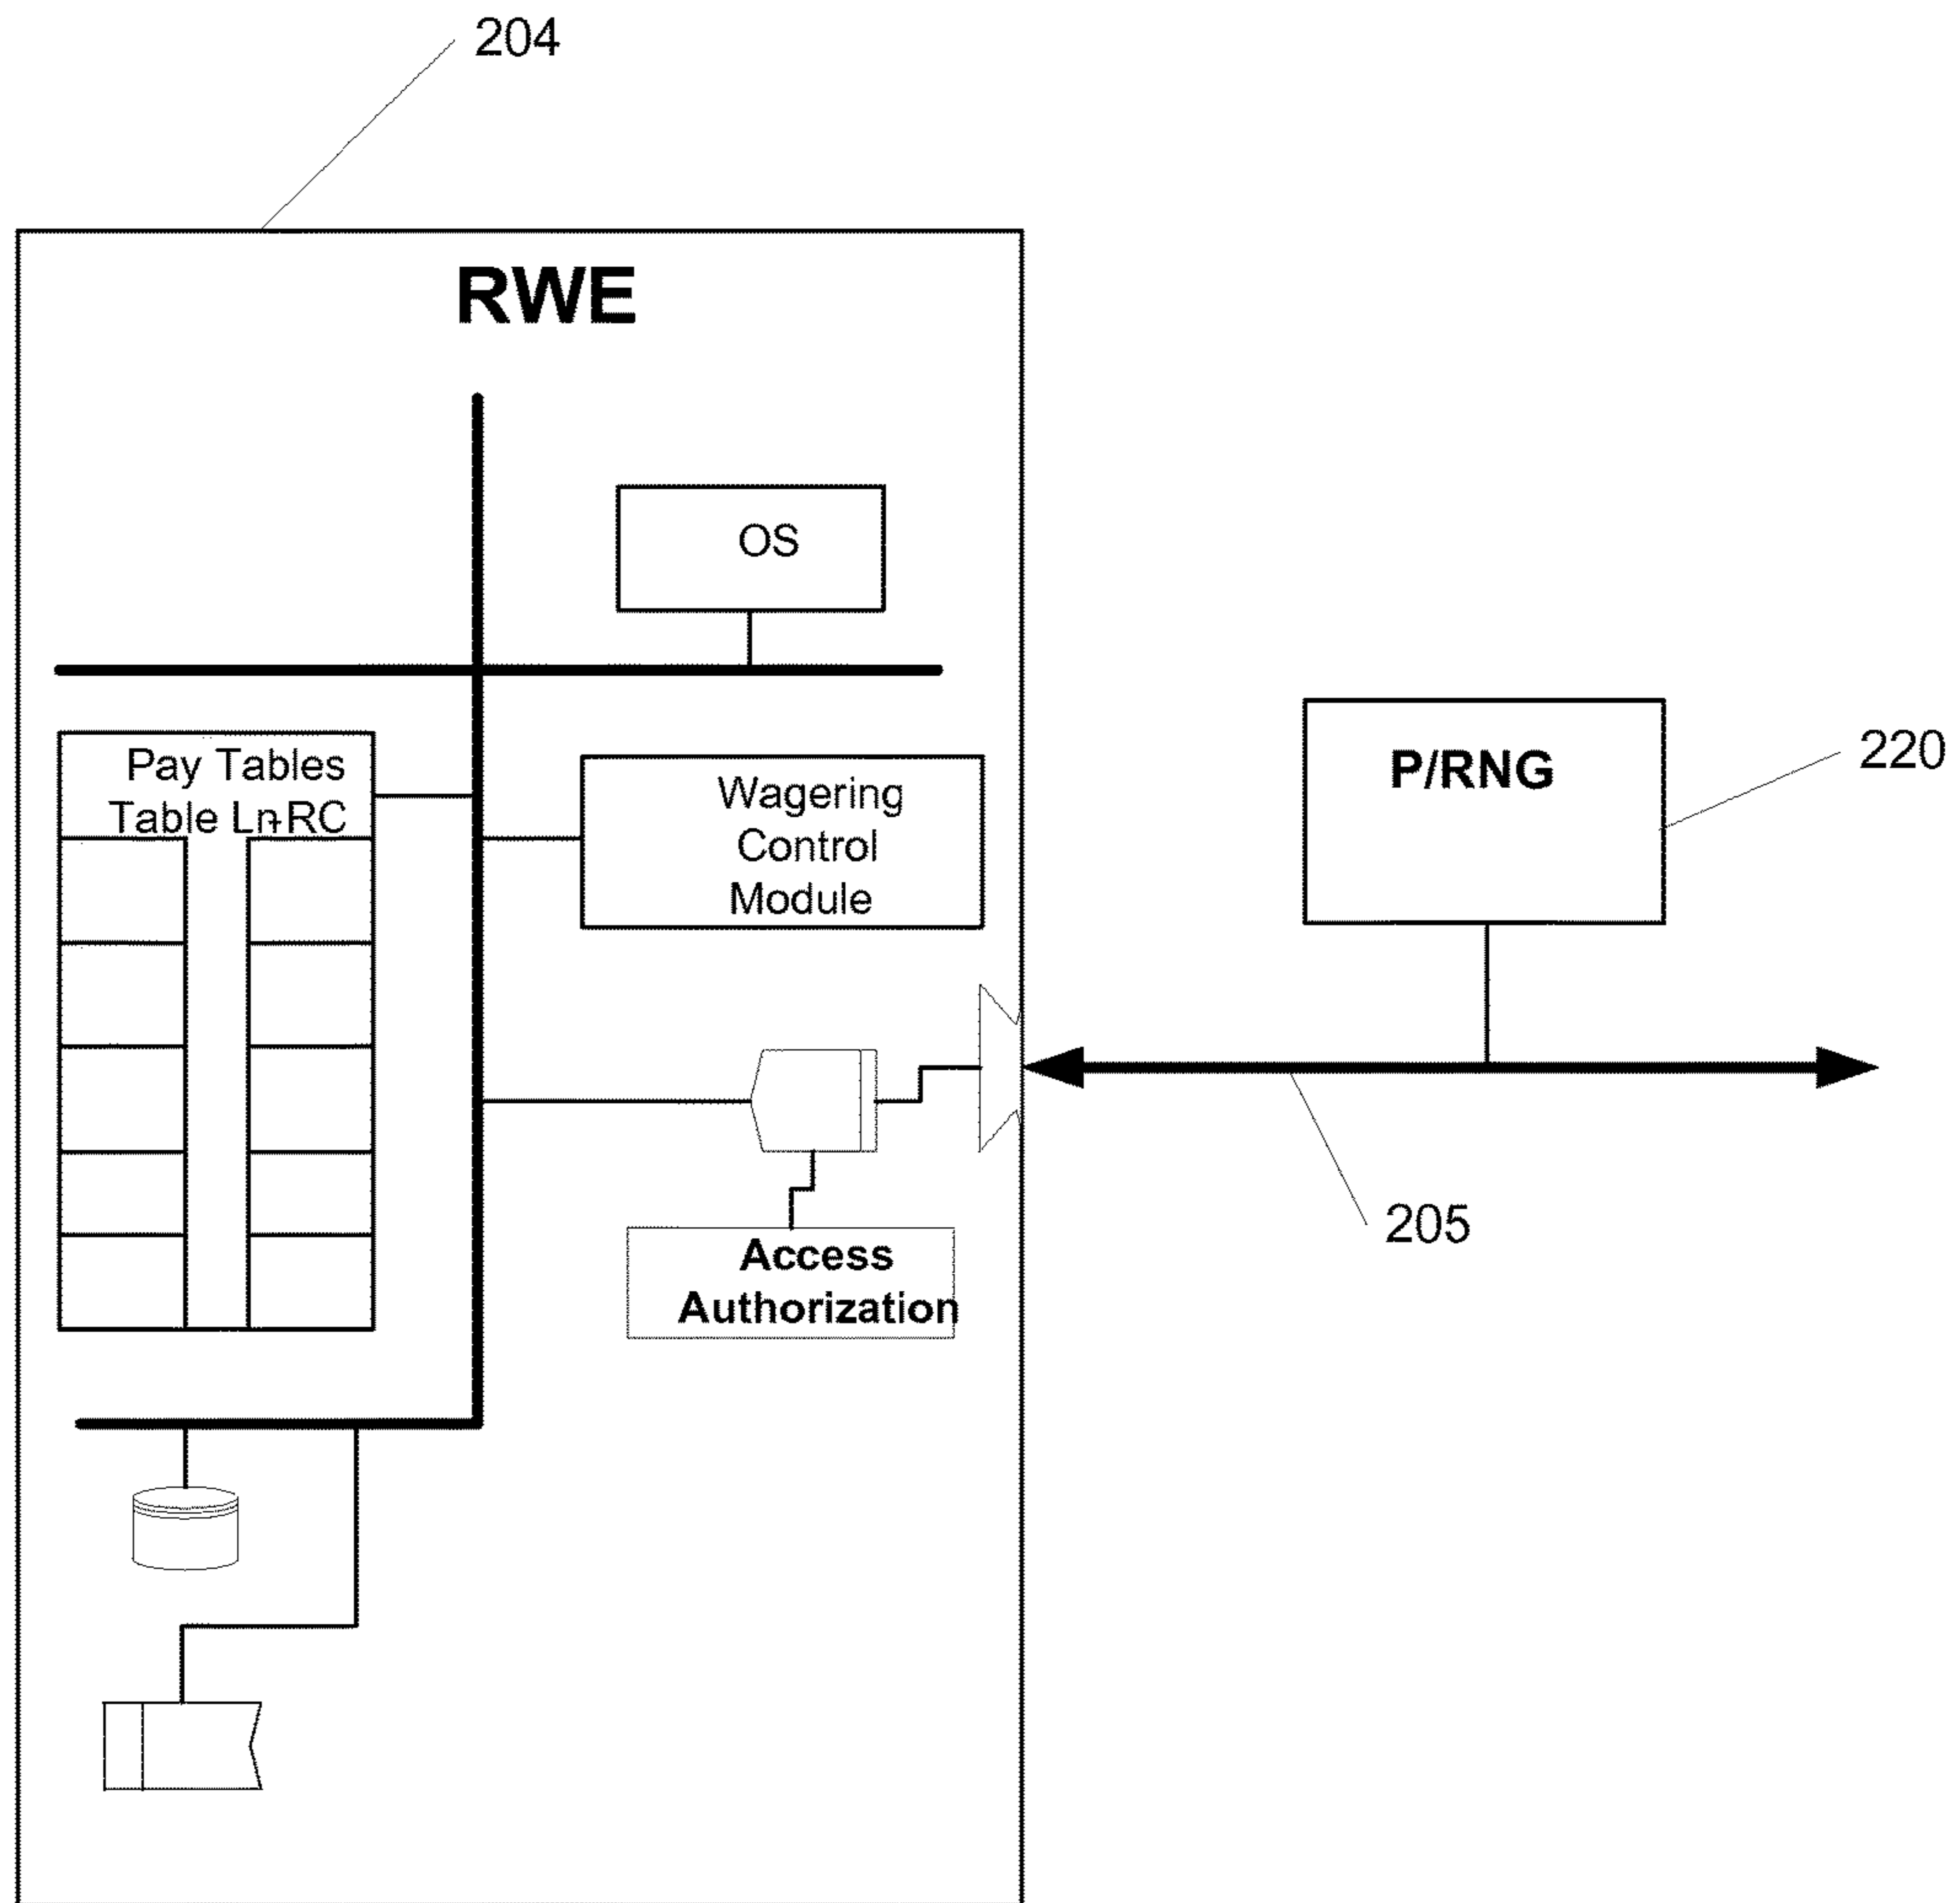 204
RWE
OS
Pay Tables
Table Ln-RC
Wagering
Control
Module
P/RNG
220
205
Access
Authorization